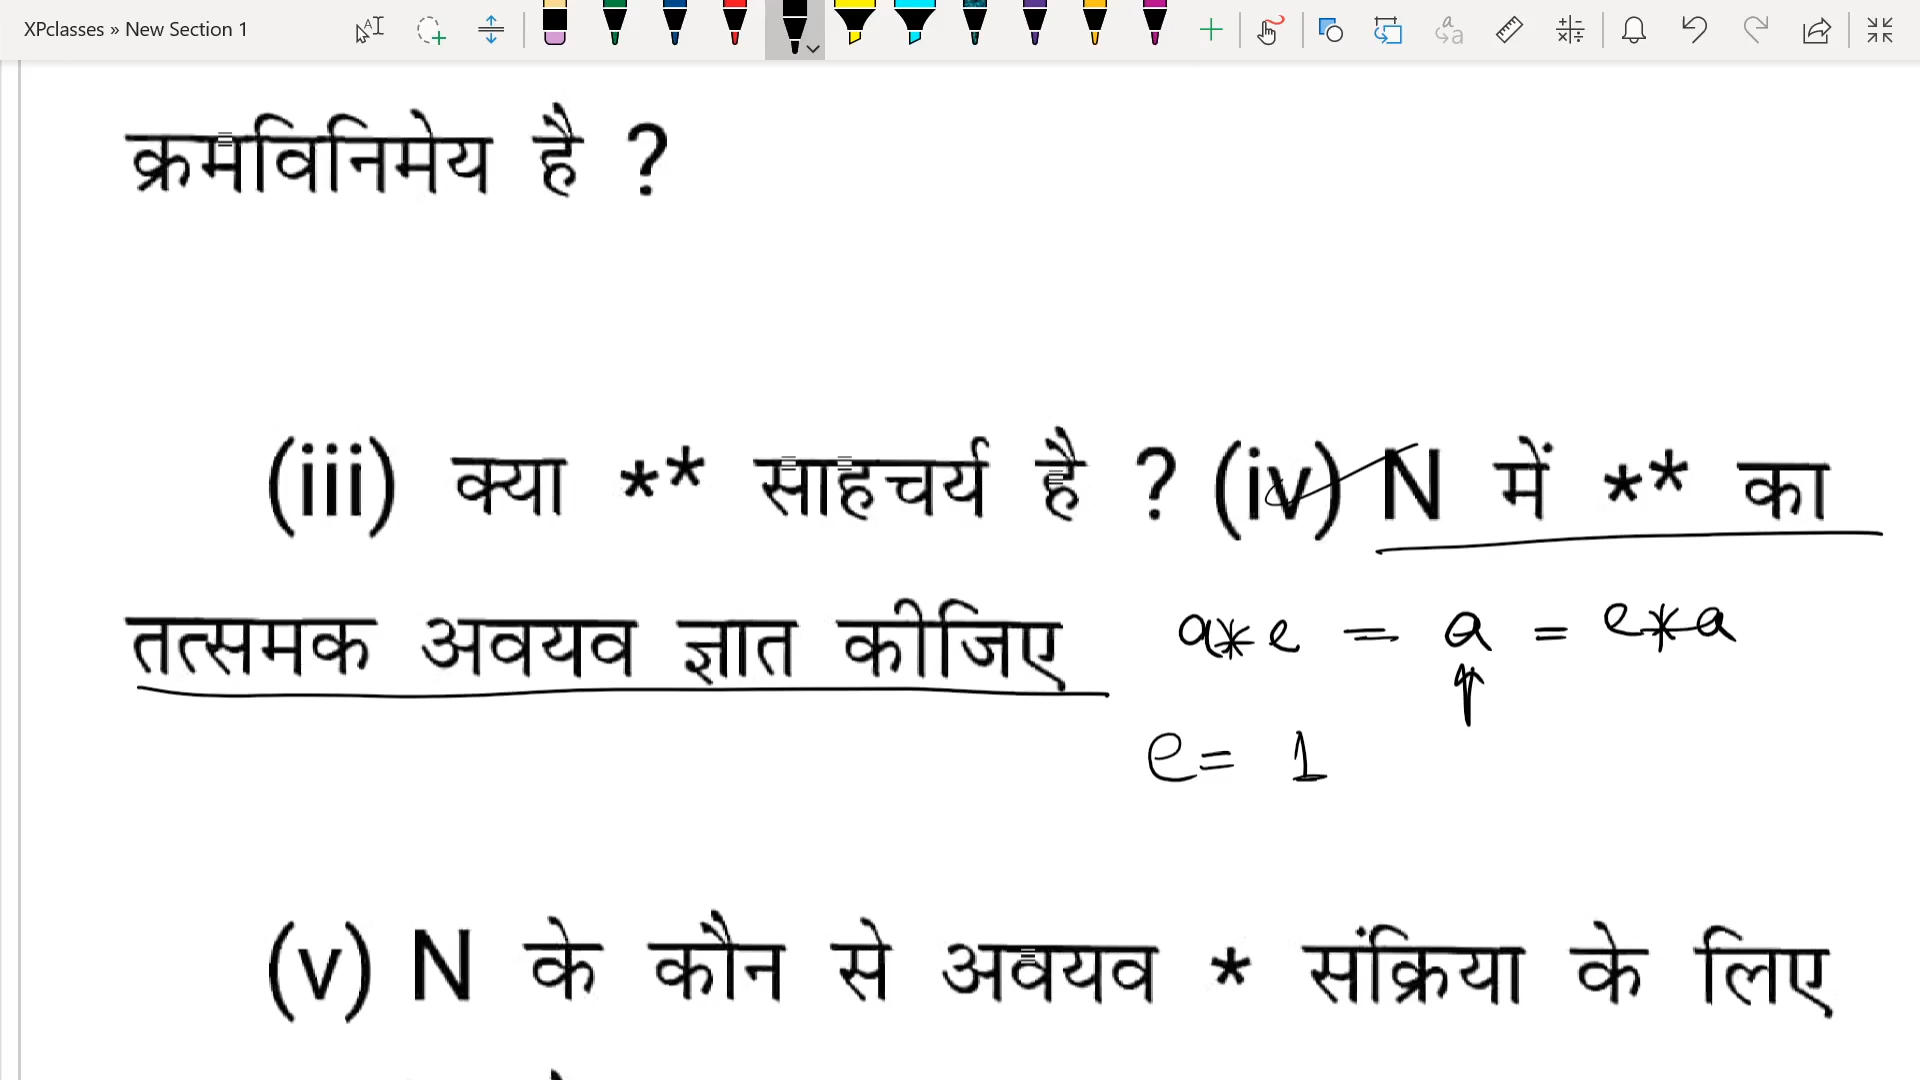 XPclasses » New Section 1
क्रमविनिमेय है ?
(iii) क्या ** साहचर्य है ? (iv) N में ** का
तत्समक अवयव ज्ञात कीजिए a*e = a = e*a
e= 1
(v) N के कौन से अवयव * संक्रिया के लिए